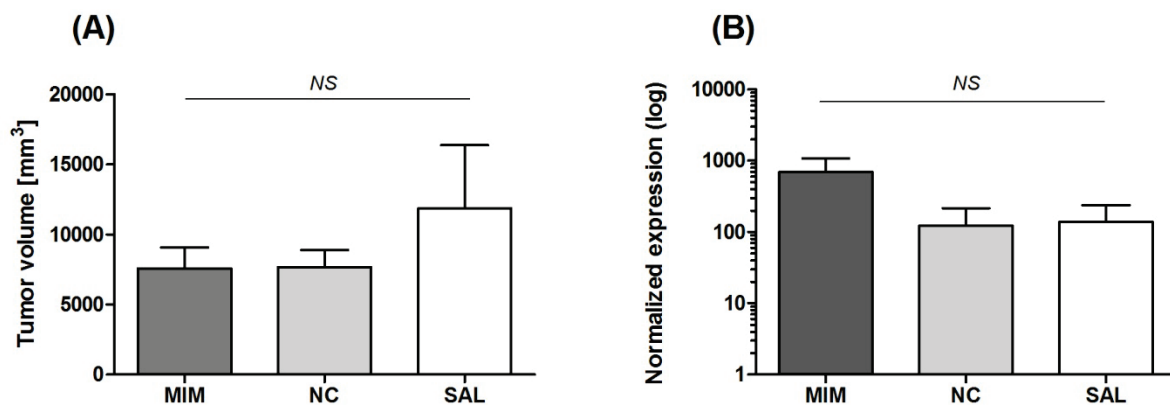 (A)
NS
Tumor volume [mm³]
20000
15000
10000
5000
0
MIM NC SAL
(B)
NS
Normalized expression (log)
10000
1000
100
10
1
MIM NC SAL